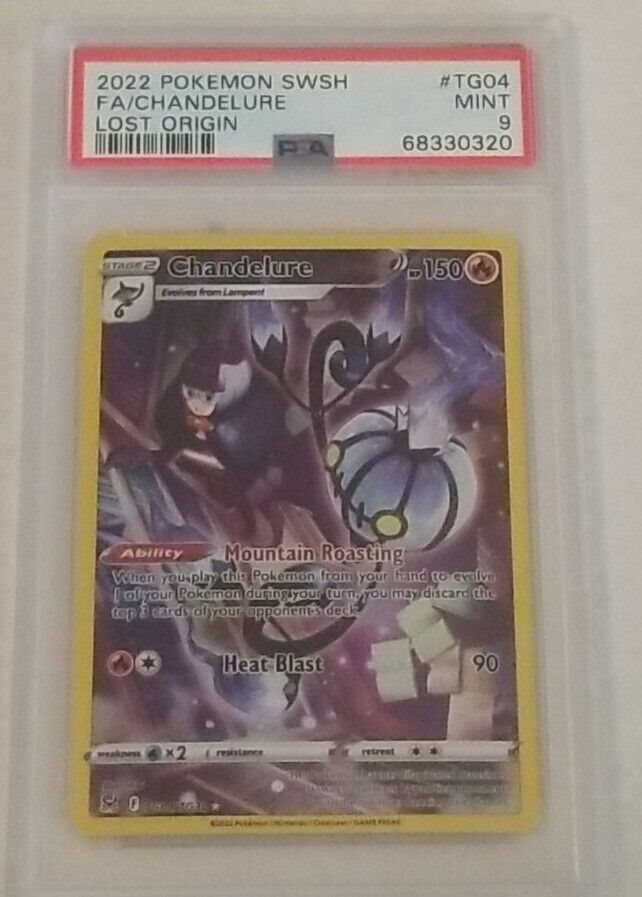 2022 POKEMON SWSH #TG04
FA/CHANDELURE MINT
LOST ORIGIN 9
PSA 68330320
STAGE 2 Chandelure HP 150
Evolves from Lampent
Ability Mountain Roasting
When you play this Pokémon from your hand to evolve
1 of your Pokémon during your turn, you may discard the
top 3 cards of your opponent's deck.
Heat Blast 90
weakness ×2 resistance retreat
F
©2022 Pokémon / Nintendo / Creatures / GAME FREAK